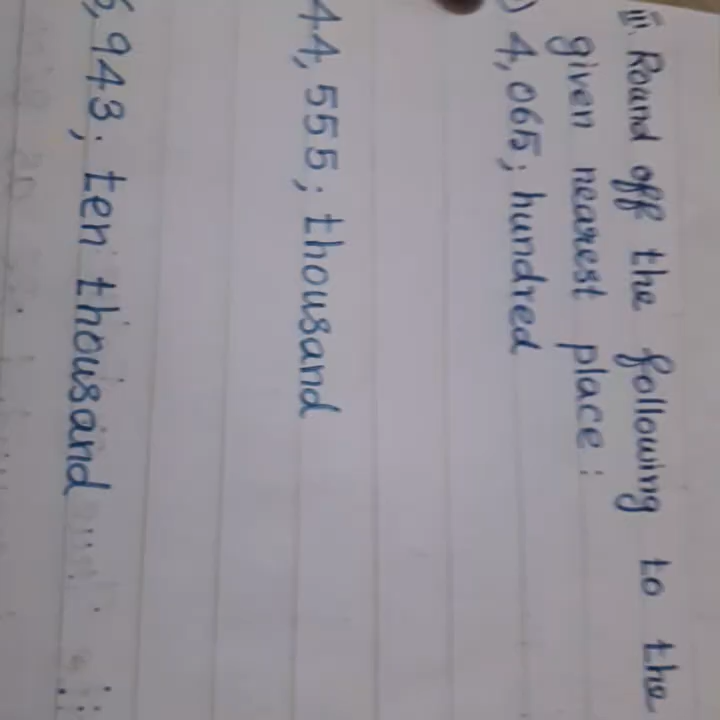 iii. Round off the following to the
given nearest place :
) 4,065; hundred
44,555; thousand
,943; ten thousand